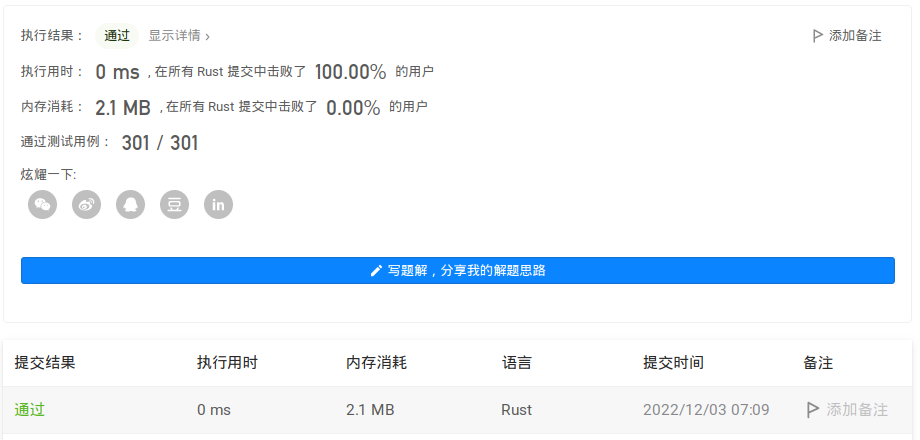 执行结果： 通过 显示详情 › 添加备注
执行用时： 0 ms , 在所有 Rust 提交中击败了 100.00% 的用户
内存消耗： 2.1 MB , 在所有 Rust 提交中击败了 0.00% 的用户
通过测试用例： 301 / 301
炫耀一下:
豆 in
写题解，分享我的解题思路
提交结果 执行用时 内存消耗 语言 提交时间 备注
通过 0 ms 2.1 MB Rust 2022/12/03 07:09 添加备注